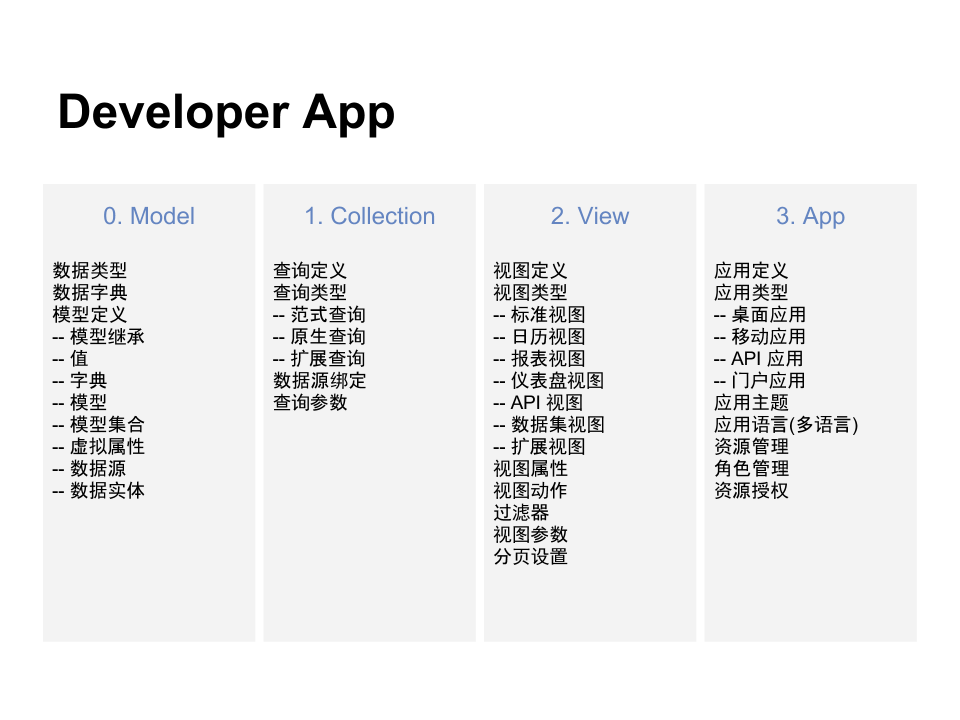 Developer App
0. Model
数据类型
数据字典
模型定义
-- 模型继承
-- 值
-- 字典
-- 模型
-- 模型集合
-- 虚拟属性
-- 数据源
-- 数据实体
1. Collection
查询定义
查询类型
-- 范式查询
-- 原生查询
-- 扩展查询
数据源绑定
查询参数
2. View
视图定义
视图类型
-- 标准视图
-- 日历视图
-- 报表视图
-- 仪表盘视图
-- API 视图
-- 数据集视图
-- 扩展视图
视图属性
视图动作
过滤器
视图参数
分页设置
3. App
应用定义
应用类型
-- 桌面应用
-- 移动应用
-- API 应用
-- 门户应用
应用主题
应用语言(多语言)
资源管理
角色管理
资源授权